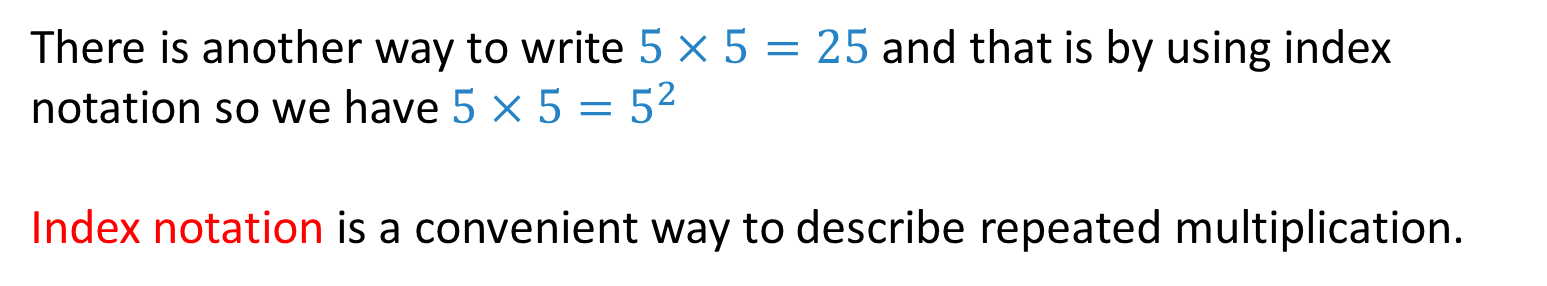 There is another way to write 5 × 5 = 25 and that is by using index
notation so we have 5 × 5 = 5²
Index notation is a convenient way to describe repeated multiplication.